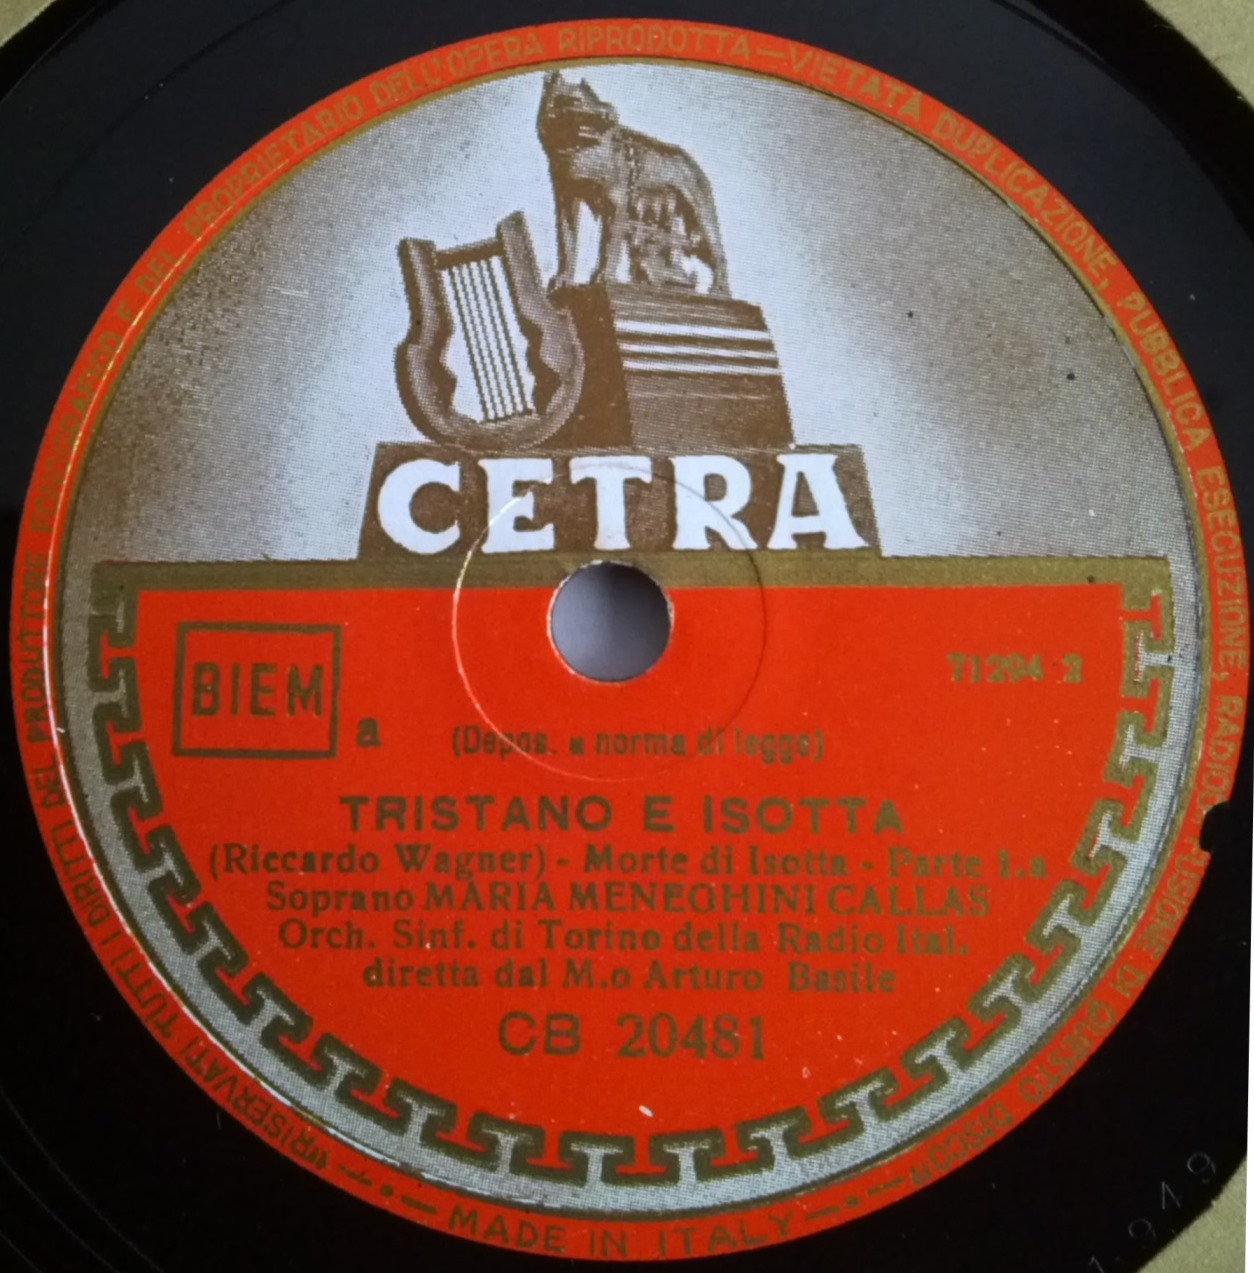 TUTTI I DIRITTI DEL PRODUTTORE FONOGRAFICO E DEL PROPRIETARIO DELL'OPERA RIPRODOTTA — VIETATA DUPLICAZIONE, PUBBLICA ESECUZIONE, RADIODIFFUSIONE DI QUESTO DISCO
RISERVATI
CETRA
BIEM
71294 2
a (Depos. a norma di legge)
TRISTANO E ISOTTA
(Riccardo Wagner) - Morte di Isotta - Parte 1.a
Soprano MARIA MENEGHINI CALLAS
Orch. Sinf. di Torino della Radio Ital.
diretta dal M.o Arturo Basile
CB 20481
MADE IN ITALY
1.949